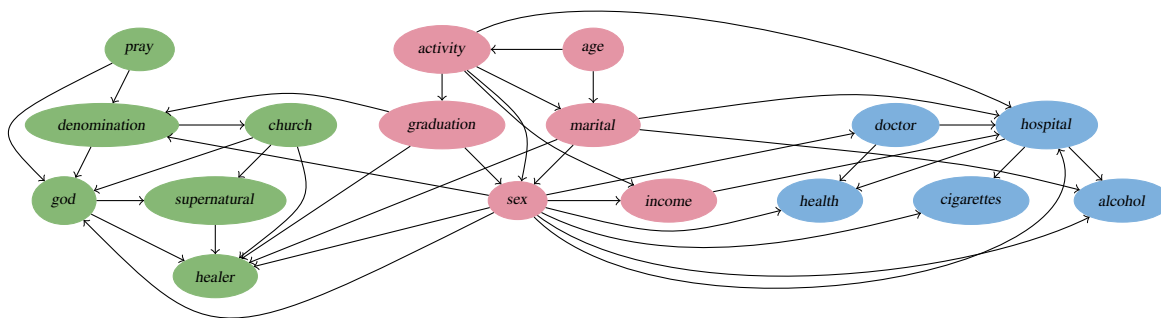 pray
activity
age
denomination
church
graduation
marital
doctor
hospital
god
supernatural
sex
income
health
cigarettes
alcohol
healer